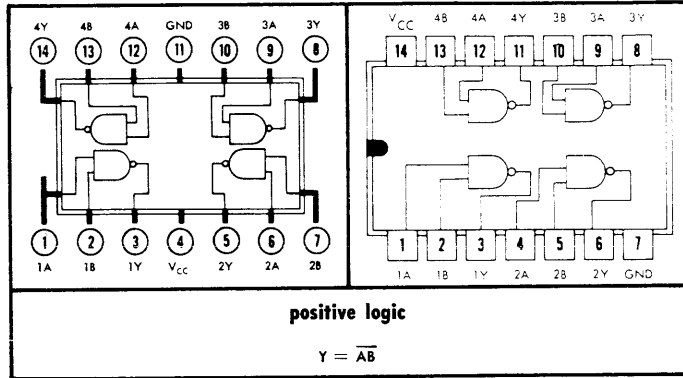 4Y 4B 4A GND 3B 3A 3Y
14 13 12 11 10 9 8
1 2 3 4 5 6 7
1A 1B 1Y VCC 2Y 2A 2B
VCC 4B 4A 4Y 3B 3A 3Y
14 13 12 11 10 9 8
1 2 3 4 5 6 7
1A 1B 1Y 2A 2B 2Y GND
positive logic
Y = \overline{AB}